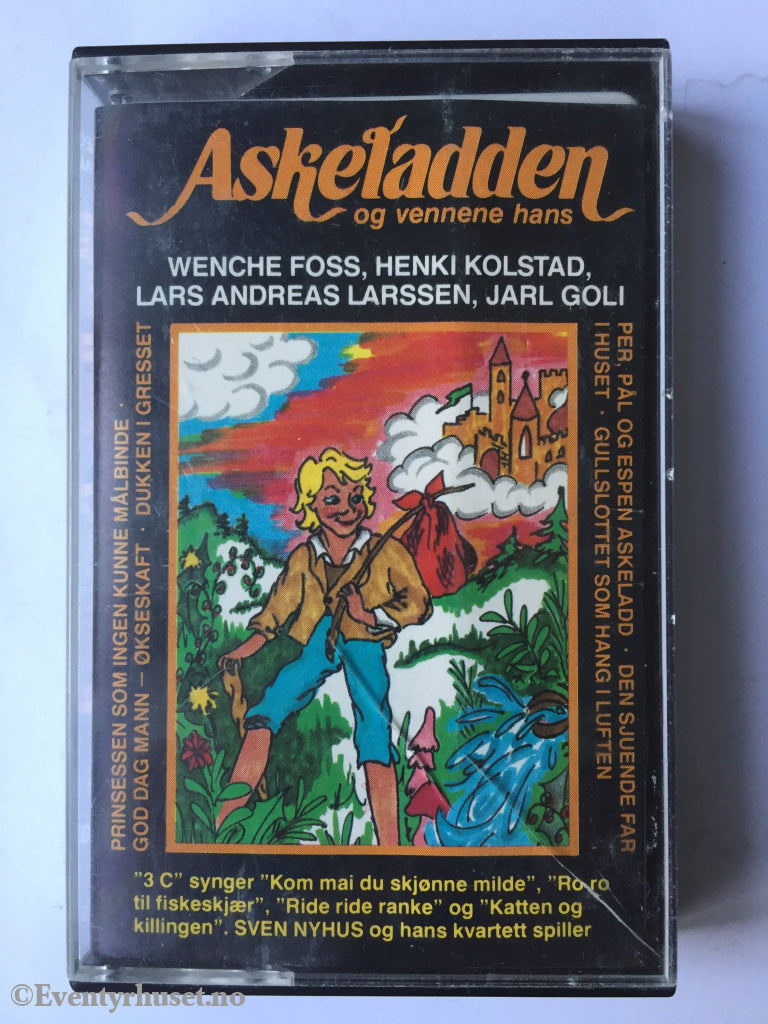 Askeladden
og vennene hans
WENCHE FOSS, HENKI KOLSTAD,
LARS ANDREAS LARSSEN, JARL GOLI
PRINSESSEN SOM INGEN KUNNE MÅLBINDE ·
GOD DAG MANN – ØKSESKAFT · DUKKEN I GRESSET
PER, PÅL OG ESPEN ASKELADD · DEN SJUENDE FAR
I HUSET · GULLSLOTTET SOM HANG I LUFTEN
"3 C" synger "Kom mai du skjønne milde", "Ro ro
til fiskeskjær", "Ride ride ranke" og "Katten og
killingen". SVEN NYHUS og hans kvartett spiller
©Eventyrhuset.no